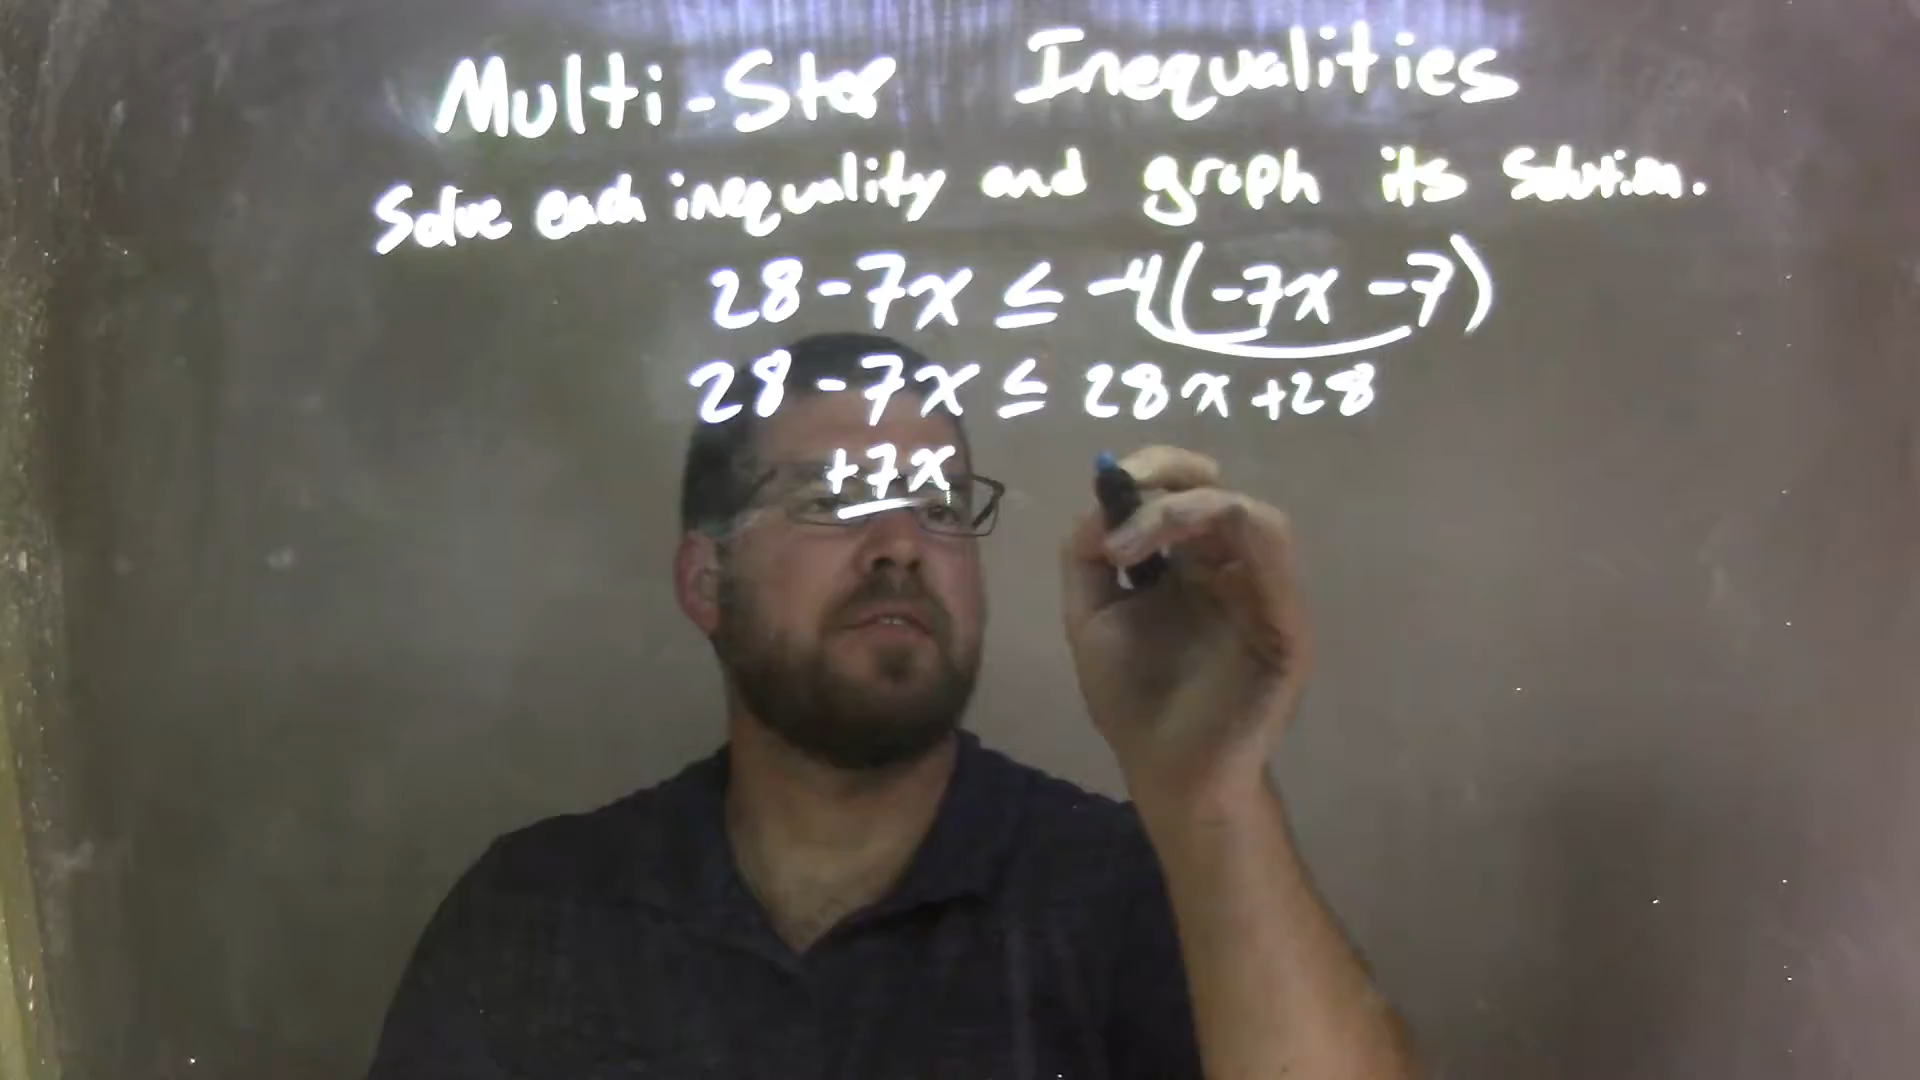 Multi-Step Inequalities
Solve each inequality and graph its solution.
28-7x ≤ -4(-7x-7)
28-7x ≤ 28x+28
+7x